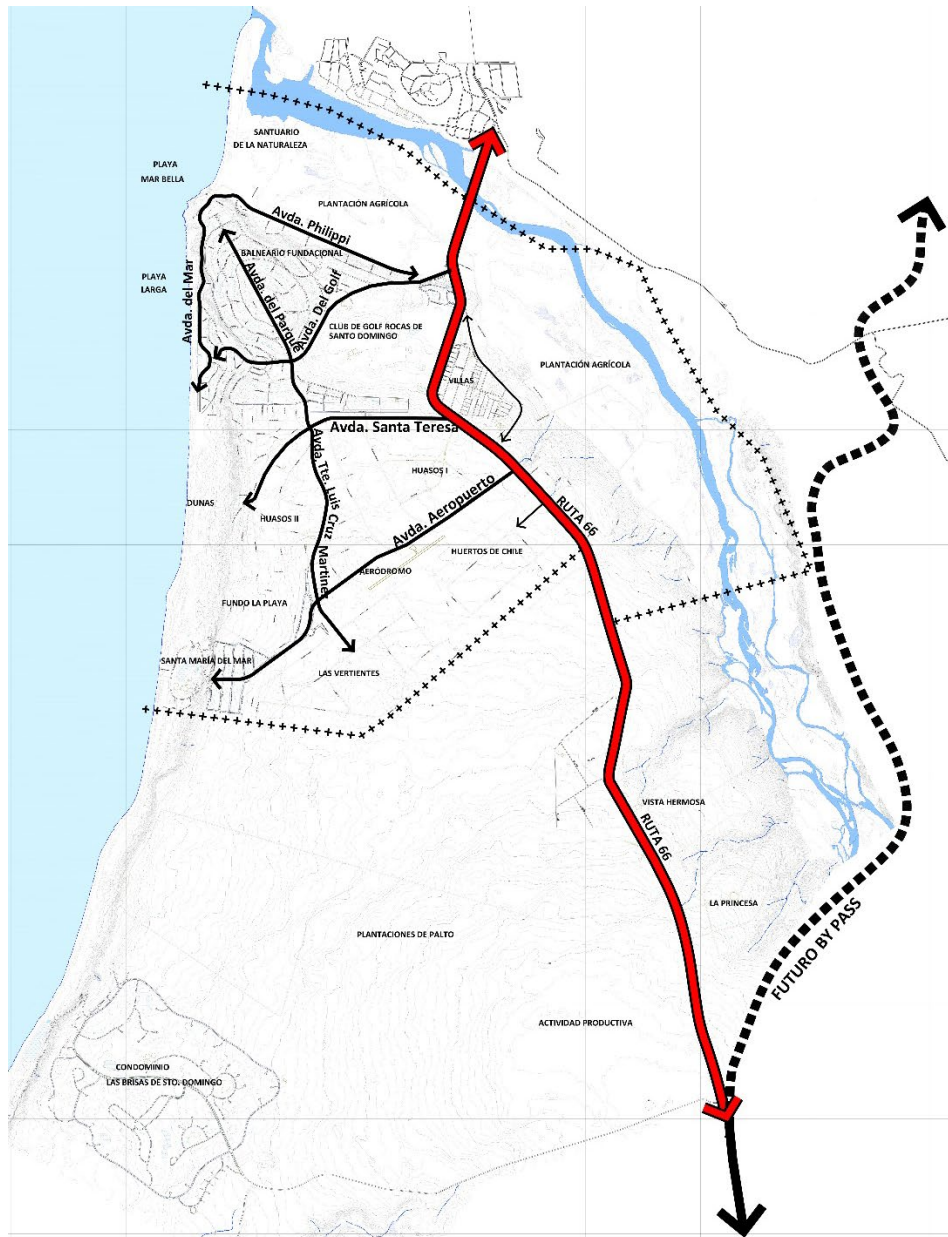 SANTUARIO
DE LA NATURALEZA
PLAYA
MAR BELLA
PLANTACIÓN AGRÍCOLA
Avda. Philippi
BALNEARIO FUNDACIONAL
PLAYA
LARGA
Avda. del Mar
Avda. del Parque
Avda. Del Golf
CLUB DE GOLF ROCAS DE
SANTO DOMINGO
PLANTACIÓN AGRÍCOLA
VILLAS
Avda. Santa Teresa
HUASOS I
Avda. Tte. Luis Cruz Martinez
Avda. Aeropuerto
RUTA 66
DUNAS
HUASOS II
HUERTOS DE CHILE
AERÓDROMO
FUNDO LA PLAYA
SANTA MARÍA DEL MAR
LAS VERTIENTES
VISTA HERMOSA
RUTA 66
LA PRINCESA
FUTURO BY PASS
PLANTACIONES DE PALTO
ACTIVIDAD PRODUCTIVA
CONDOMINIO
LAS BRISAS DE STO. DOMINGO